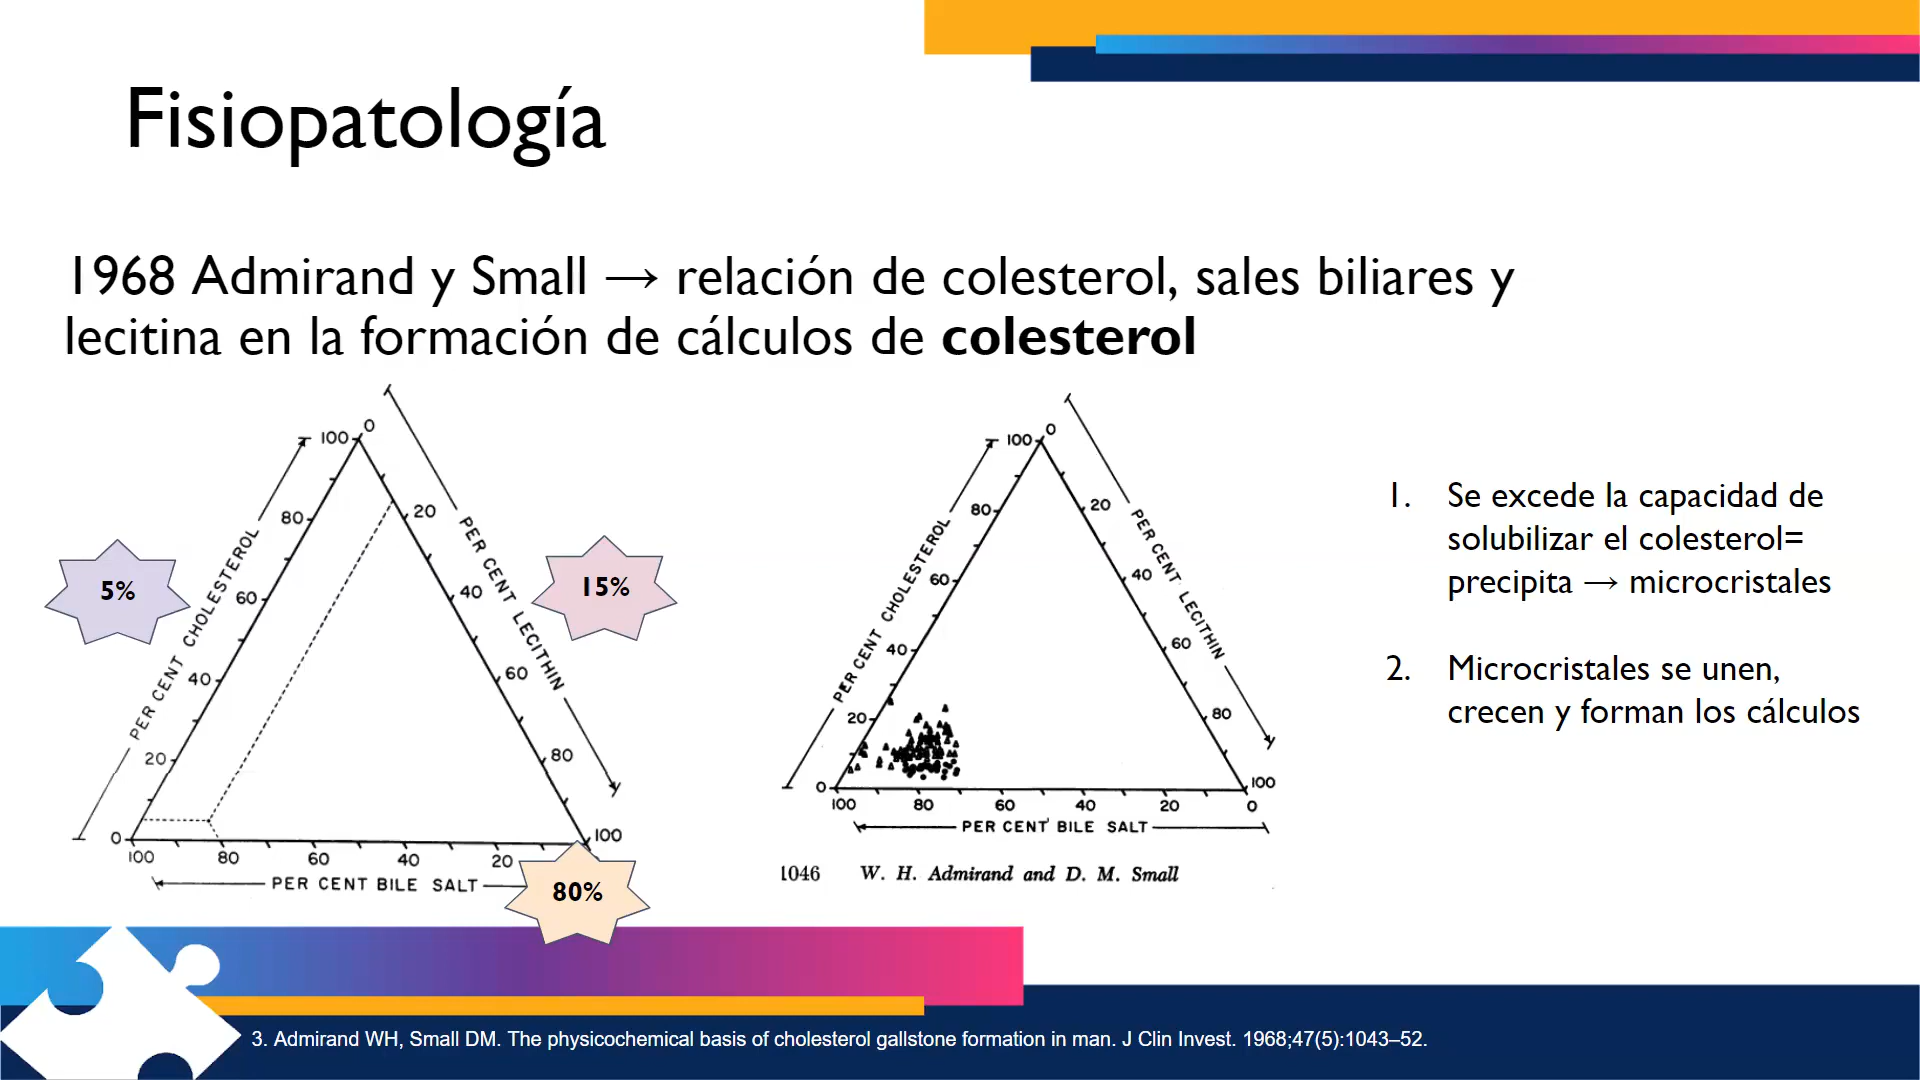 Fisiopatología
1968 Admirand y Small → relación de colesterol, sales biliares y
lecitina en la formación de cálculos de colesterol
100
0
80
20
60
40
40
60
20
80
0
100
100
80
60
40
20
PER CENT CHOLESTEROL
PER CENT LECITHIN
PER CENT BILE SALT
5%
15%
80%
100
0
80
20
60
40
40
60
20
80
0
100
100
80
60
40
20
0
PER CENT CHOLESTEROL
PER CENT LECITHIN
PER CENT BILE SALT
1046 W. H. Admirand and D. M. Small
1. Se excede la capacidad de
solubilizar el colesterol=
precipita → microcristales
2. Microcristales se unen,
crecen y forman los cálculos
3. Admirand WH, Small DM. The physicochemical basis of cholesterol gallstone formation in man. J Clin Invest. 1968;47(5):1043–52.